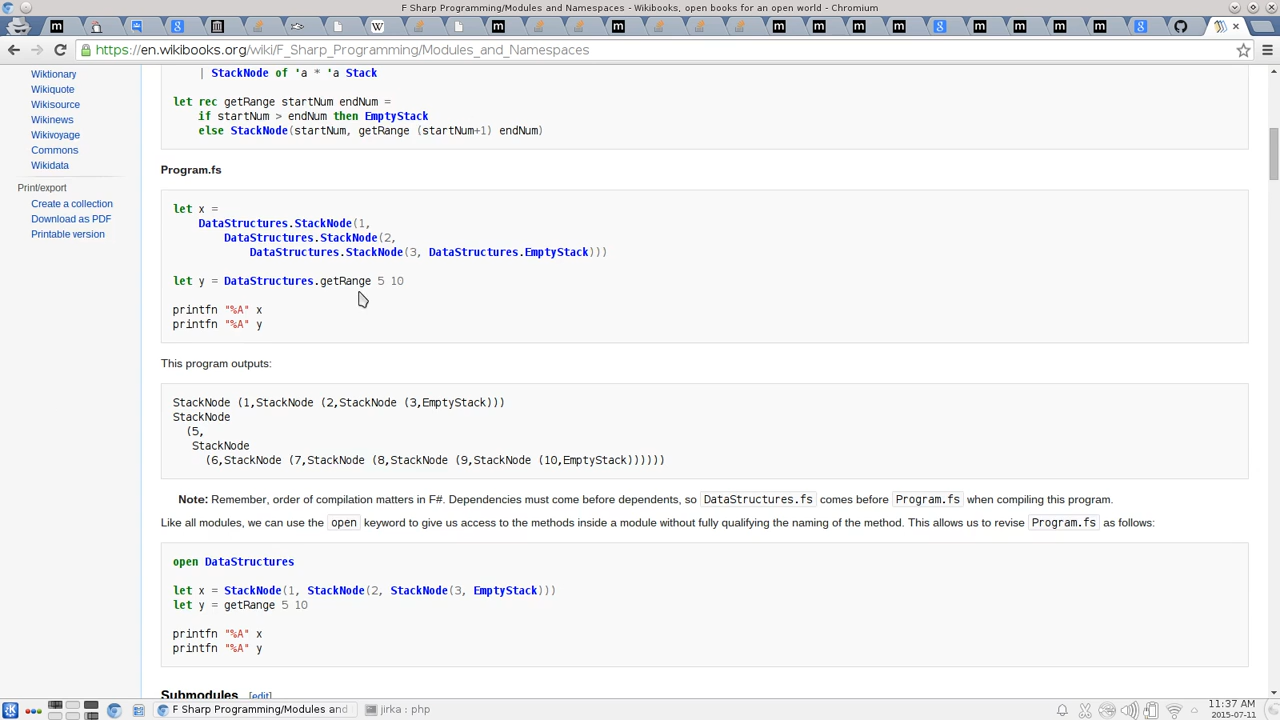 F Sharp Programming/Modules and Namespaces - Wikibooks, open books for an open world - Chromium
https://en.wikibooks.org/wiki/F_Sharp_Programming/Modules_and_Namespaces
Wiktionary
Wikiquote
Wikisource
Wikinews
Wikivoyage
Commons
Wikidata
Print/export
Create a collection
Download as PDF
Printable version
| StackNode of 'a * 'a Stack
let rec getRange startNum endNum =
if startNum > endNum then EmptyStack
else StackNode(startNum, getRange (startNum+1) endNum)
Program.fs
let x =
DataStructures.StackNode(1,
DataStructures.StackNode(2,
DataStructures.StackNode(3, DataStructures.EmptyStack)))
let y = DataStructures.getRange 5 10
printfn "%A" x
printfn "%A" y
This program outputs:
StackNode (1,StackNode (2,StackNode (3,EmptyStack)))
StackNode
(5,
StackNode
(6,StackNode (7,StackNode (8,StackNode (9,StackNode (10,EmptyStack))))))
Note: Remember, order of compilation matters in F#. Dependencies must come before dependents, so DataStructures.fs comes before Program.fs when compiling this program.
Like all modules, we can use the open keyword to give us access to the methods inside a module without fully qualifying the naming of the method. This allows us to revise Program.fs as follows:
open DataStructures
let x = StackNode(1, StackNode(2, StackNode(3, EmptyStack)))
let y = getRange 5 10
printfn "%A" x
printfn "%A" y
Submodules [edit]
F Sharp Programming/Modules and
jirka : php
11:37 AM
2015-07-11